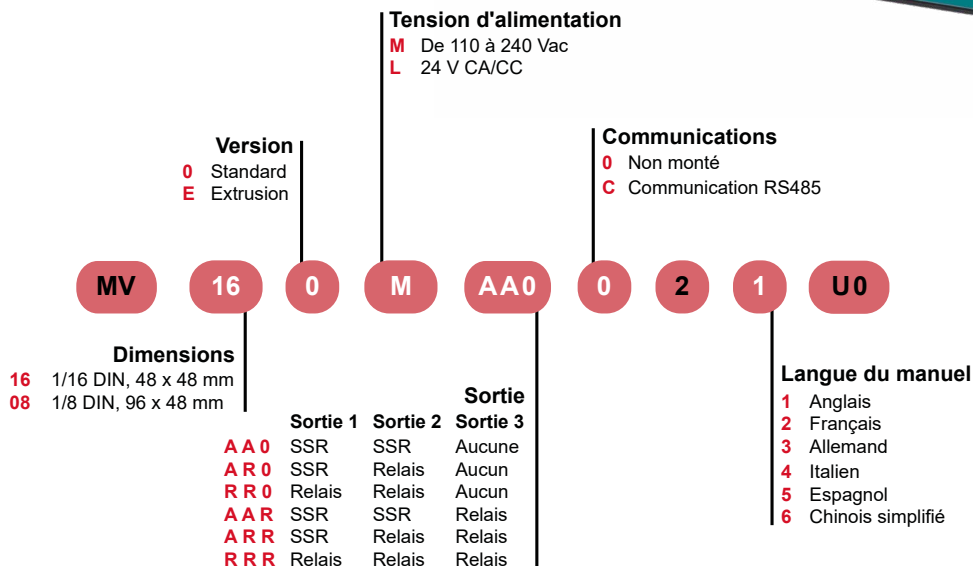 Tension d'alimentation
M De 110 à 240 Vac
L 24 V CA/CC
Version
0 Standard
E Extrusion
Communications
0 Non monté
C Communication RS485
MV 16 0 M AA0 0 2 1 U0
Dimensions
16 1/16 DIN, 48 x 48 mm
08 1/8 DIN, 96 x 48 mm
Sortie
Sortie 1 Sortie 2 Sortie 3
A A 0 SSR SSR Aucune
A R 0 SSR Relais Aucun
R R 0 Relais Relais Aucun
A A R SSR SSR Relais
A R R SSR Relais Relais
R R R Relais Relais Relais
Langue du manuel
1 Anglais
2 Français
3 Allemand
4 Italien
5 Espagnol
6 Chinois simplifié